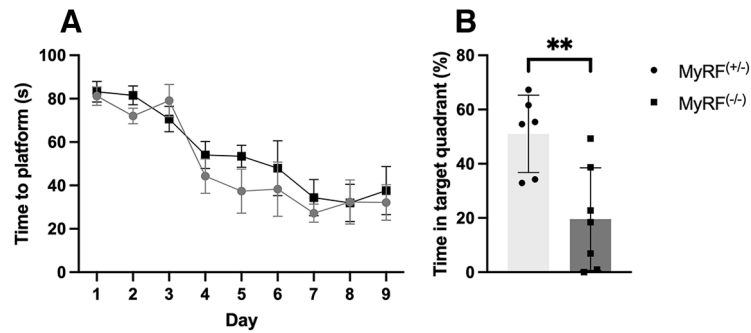 A
Time to platform (s)
100
80
60
40
20
0
1 2 3 4 5 6 7 8 9
Day
B
Time in target quadrant (%)
80
60
40
20
0
**
MyRF(+/-)
MyRF(-/-)